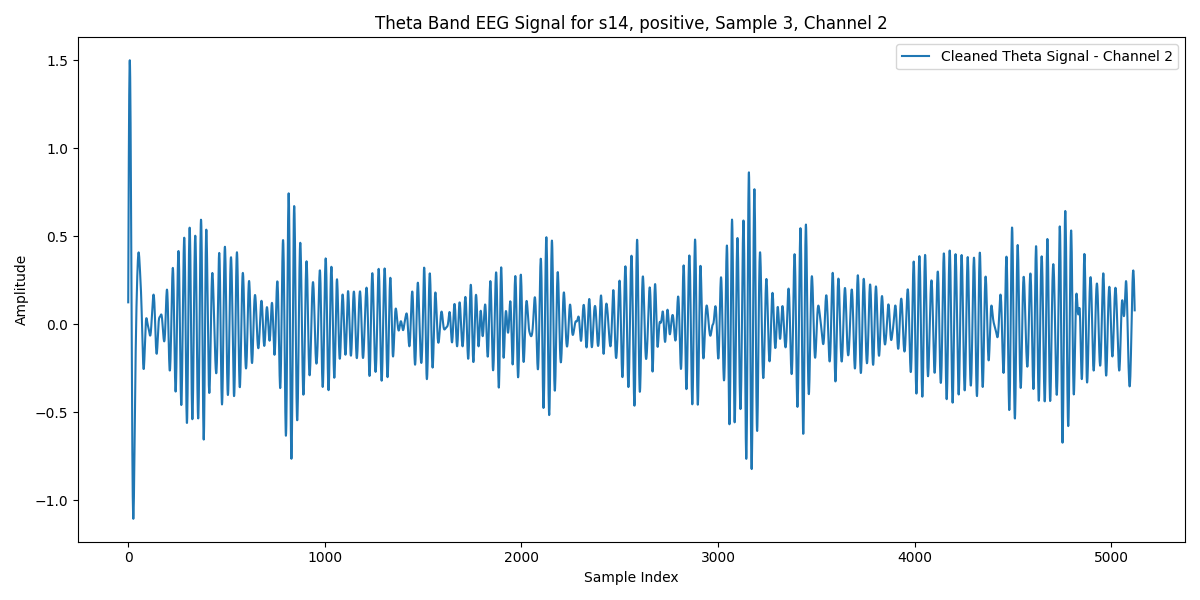 Theta Band EEG Signal for s14, positive, Sample 3, Channel 2
Cleaned Theta Signal - Channel 2
Amplitude
1.5
1.0
0.5
0.0
−0.5
−1.0
0 1000 2000 3000 4000 5000
Sample Index